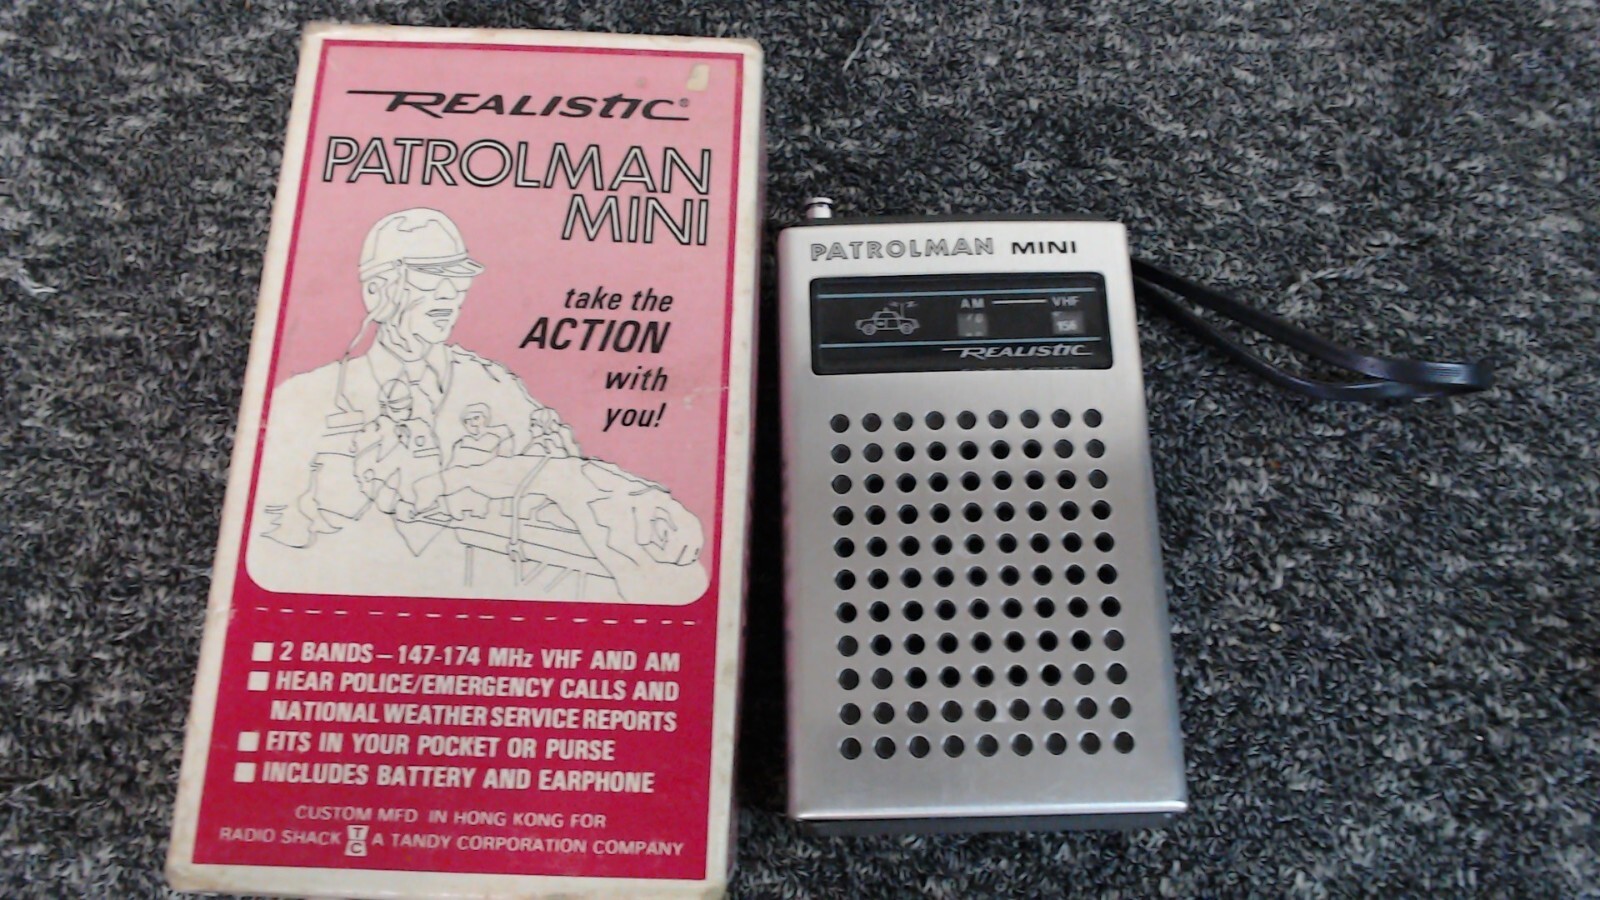 REALISTIC®
PATROLMAN
MINI
take the
ACTION
with
you!
2 BANDS – 147-174 MHz VHF AND AM
HEAR POLICE/EMERGENCY CALLS AND
NATIONAL WEATHER SERVICE REPORTS
FITS IN YOUR POCKET OR PURSE
INCLUDES BATTERY AND EARPHONE
CUSTOM MFD IN HONG KONG FOR
RADIO SHACK TC A TANDY CORPORATION COMPANY
PATROLMAN MINI
AM VHF
REALISTIC